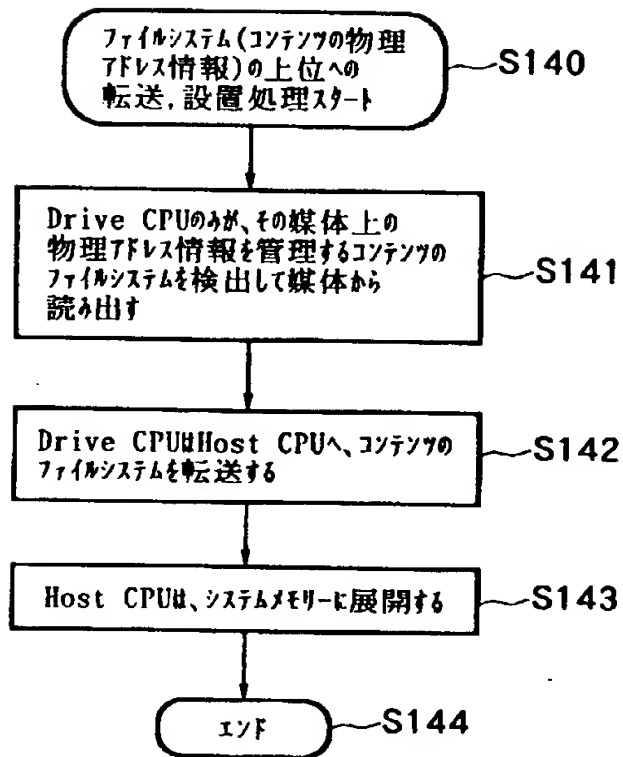 ファイルシステム(コンテンツの物理
アドレス情報)の上位への
転送,設置処理スタート
S140
Drive CPUのみが、その媒体上の
物理アドレス情報を管理するコンテンツの
ファイルシステムを検出して媒体から
読み出す
S141
Drive CPUはHost CPUへ、コンテンツの
ファイルシステムを転送する
S142
Host CPUは、システムメモリーに展開する
S143
エンド
S144